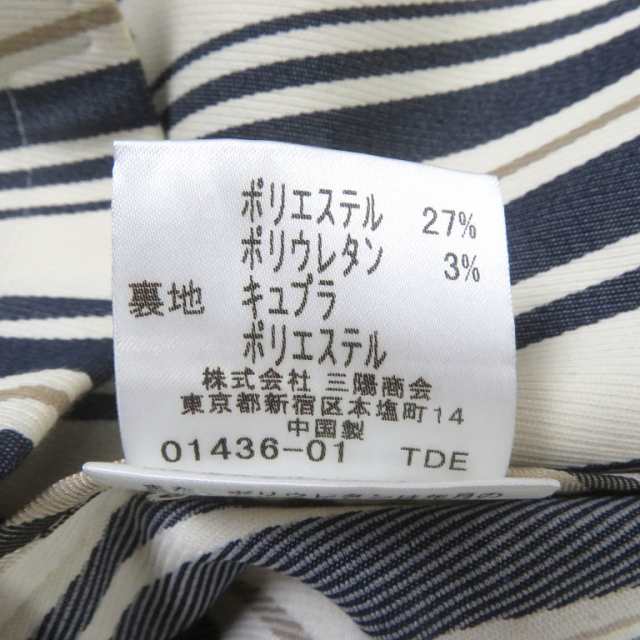 ポリエステル 27%
ポリウレタン 3%
裏地 キュプラ
ポリエステル
株式会社 三陽商会
東京都新宿区本塩町14
中国製
01436-01 TDE